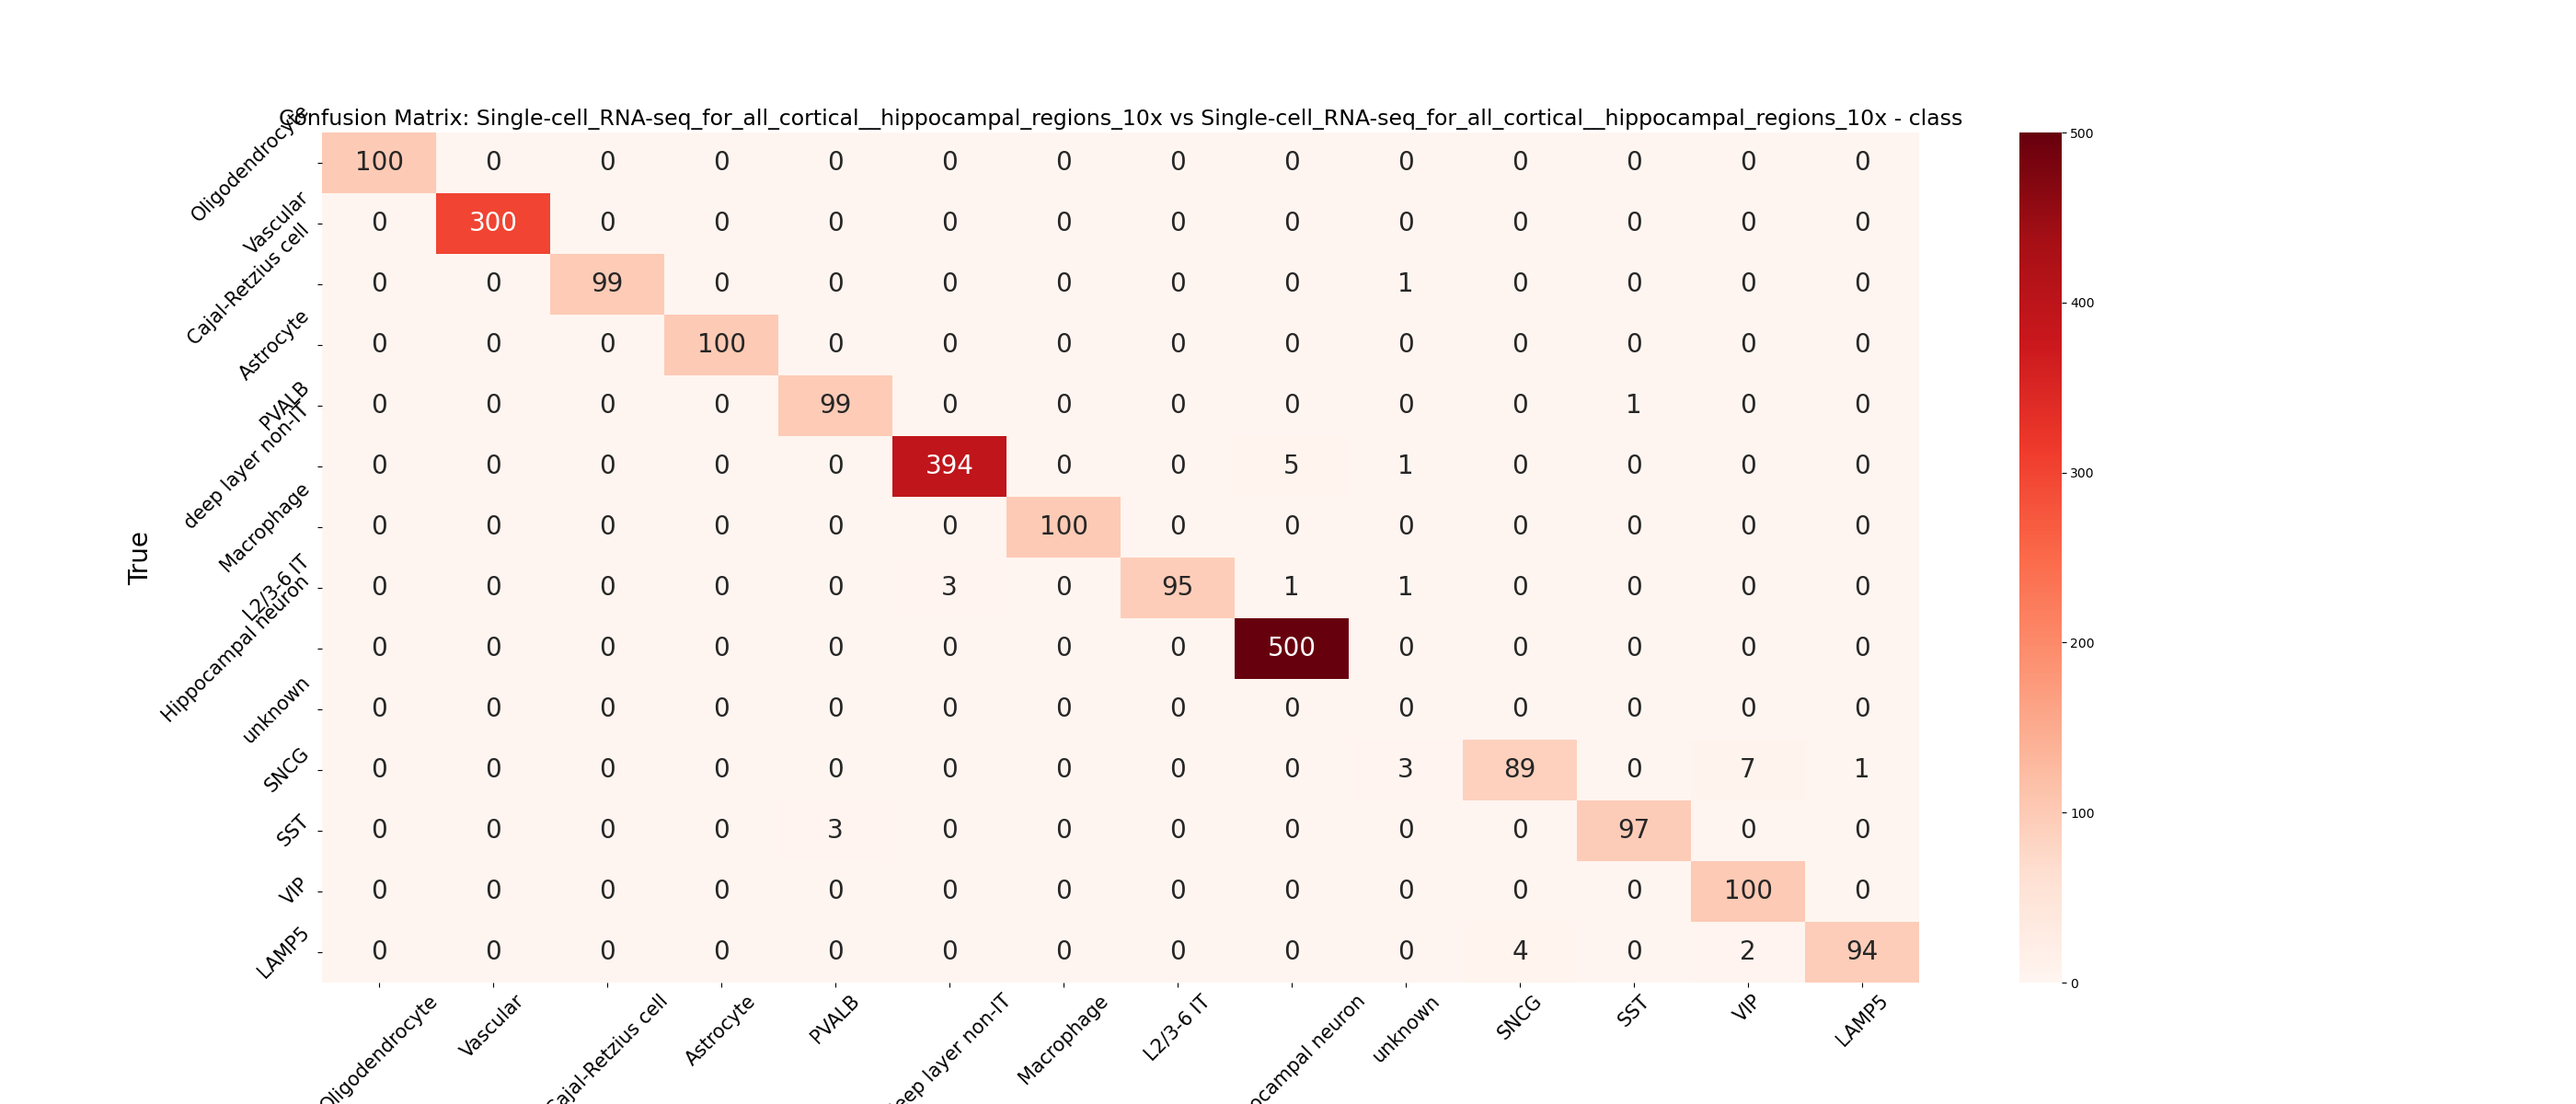 Confusion Matrix: Single-cell_RNA-seq_for_all_cortical__hippocampal_regions_10x vs Single-cell_RNA-seq_for_all_cortical__hippocampal_regions_10x - class
True
Oligodendrocyte 100 0 0 0 0 0 0 0 0 0 0 0 0 0
Vascular 0 300 0 0 0 0 0 0 0 0 0 0 0 0
Cajal-Retzius cell 0 0 99 0 0 0 0 0 0 1 0 0 0 0
Astrocyte 0 0 0 100 0 0 0 0 0 0 0 0 0 0
PVALB 0 0 0 0 99 0 0 0 0 0 0 1 0 0
deep layer non-IT 0 0 0 0 0 394 0 0 5 1 0 0 0 0
Macrophage 0 0 0 0 0 0 100 0 0 0 0 0 0 0
L2/3-6 IT 0 0 0 0 0 3 0 95 1 1 0 0 0 0
Hippocampal neuron 0 0 0 0 0 0 0 0 500 0 0 0 0 0
unknown 0 0 0 0 0 0 0 0 0 0 0 0 0 0
SNCG 0 0 0 0 0 0 0 0 0 3 89 0 7 1
SST 0 0 0 0 3 0 0 0 0 0 0 97 0 0
VIP 0 0 0 0 0 0 0 0 0 0 0 0 100 0
LAMP5 0 0 0 0 0 0 0 0 0 0 4 0 2 94
Oligodendrocyte Vascular Cajal-Retzius cell Astrocyte PVALB eep layer non-IT Macrophage L2/3-6 IT ocampal neuron unknown SNCG SST VIP LAMP5
500
400
300
200
100
0